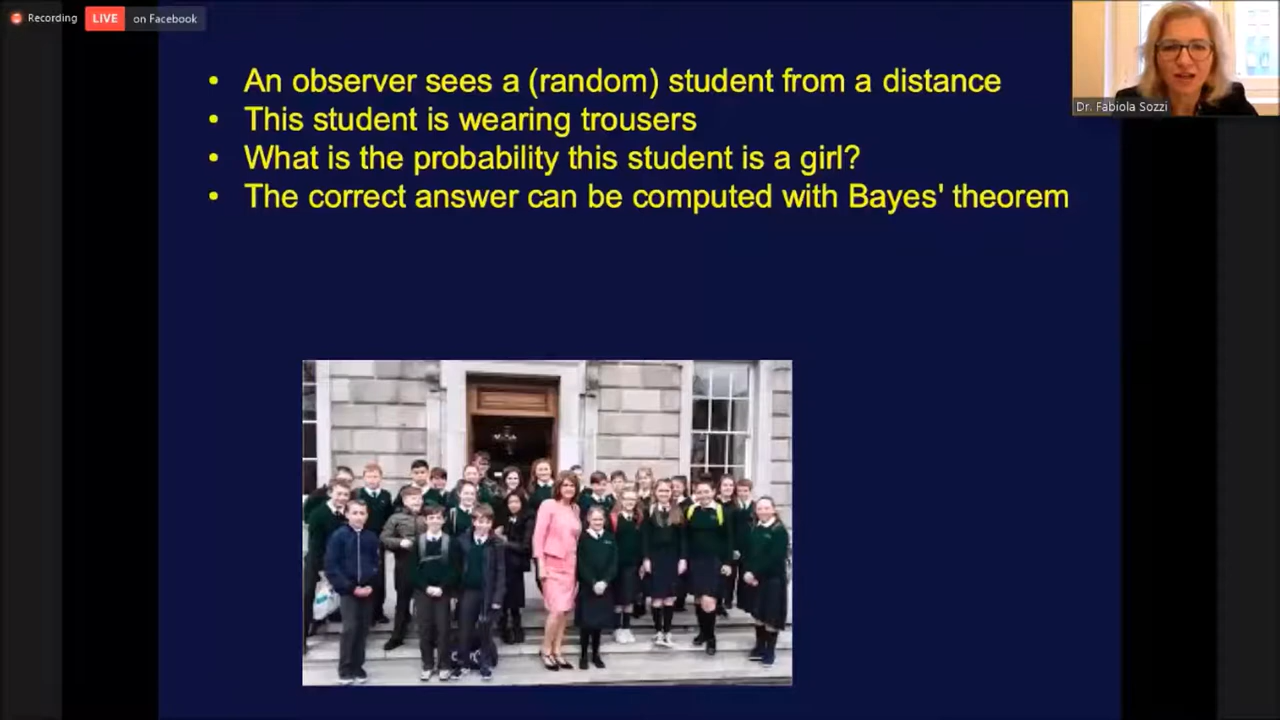 Recording LIVE on Facebook
• An observer sees a (random) student from a distance
Dr. Fabiola Sozzi
• This student is wearing trousers
• What is the probability this student is a girl?
• The correct answer can be computed with Bayes' theorem